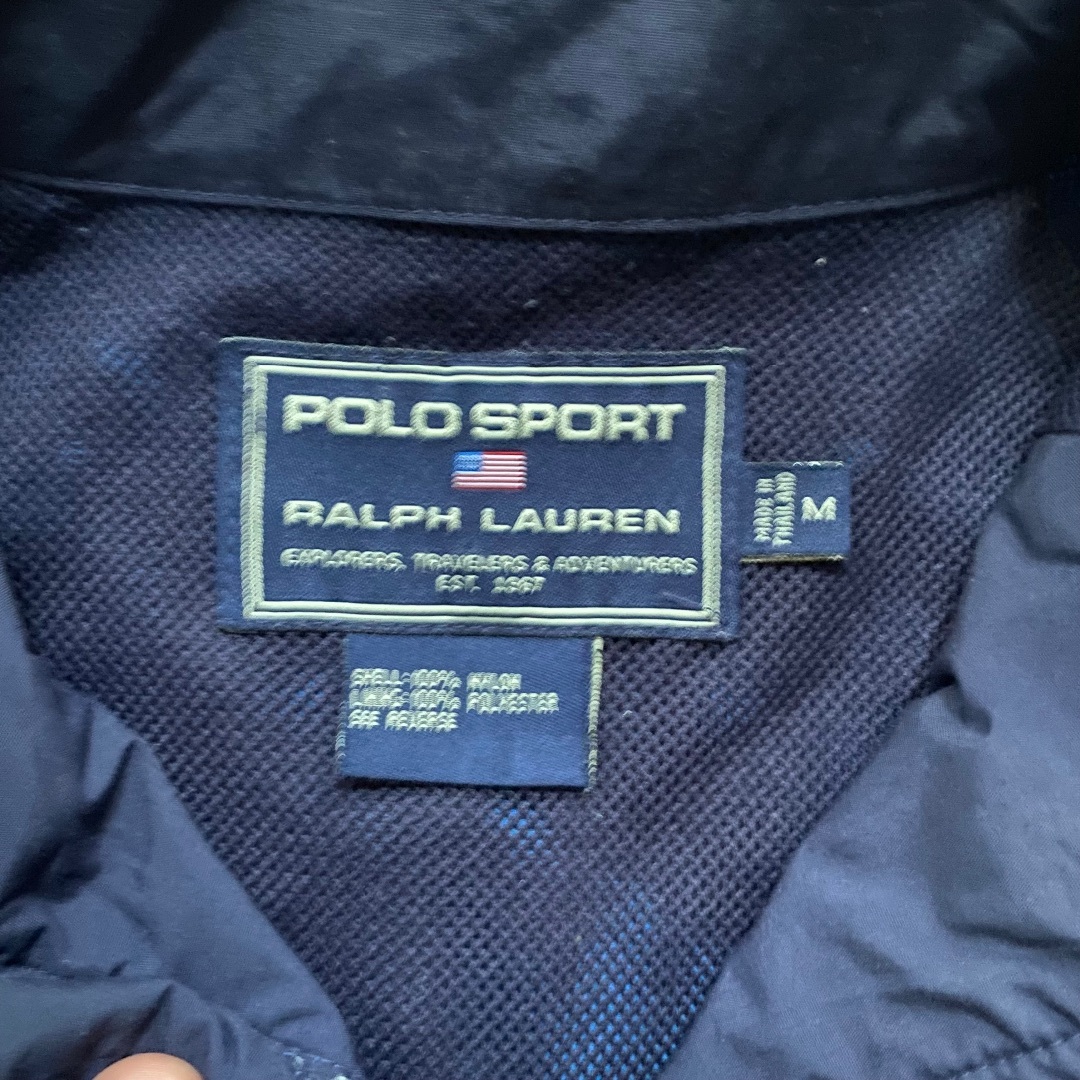 POLO SPORT
RALPH LAUREN
EXPLORERS, TRAVELERS & ADVENTURERS
EST. 1967
MADE IN
THAILAND
M
SHELL:100% NYLON
LINING:100% POLYESTER
SEE REVERSE